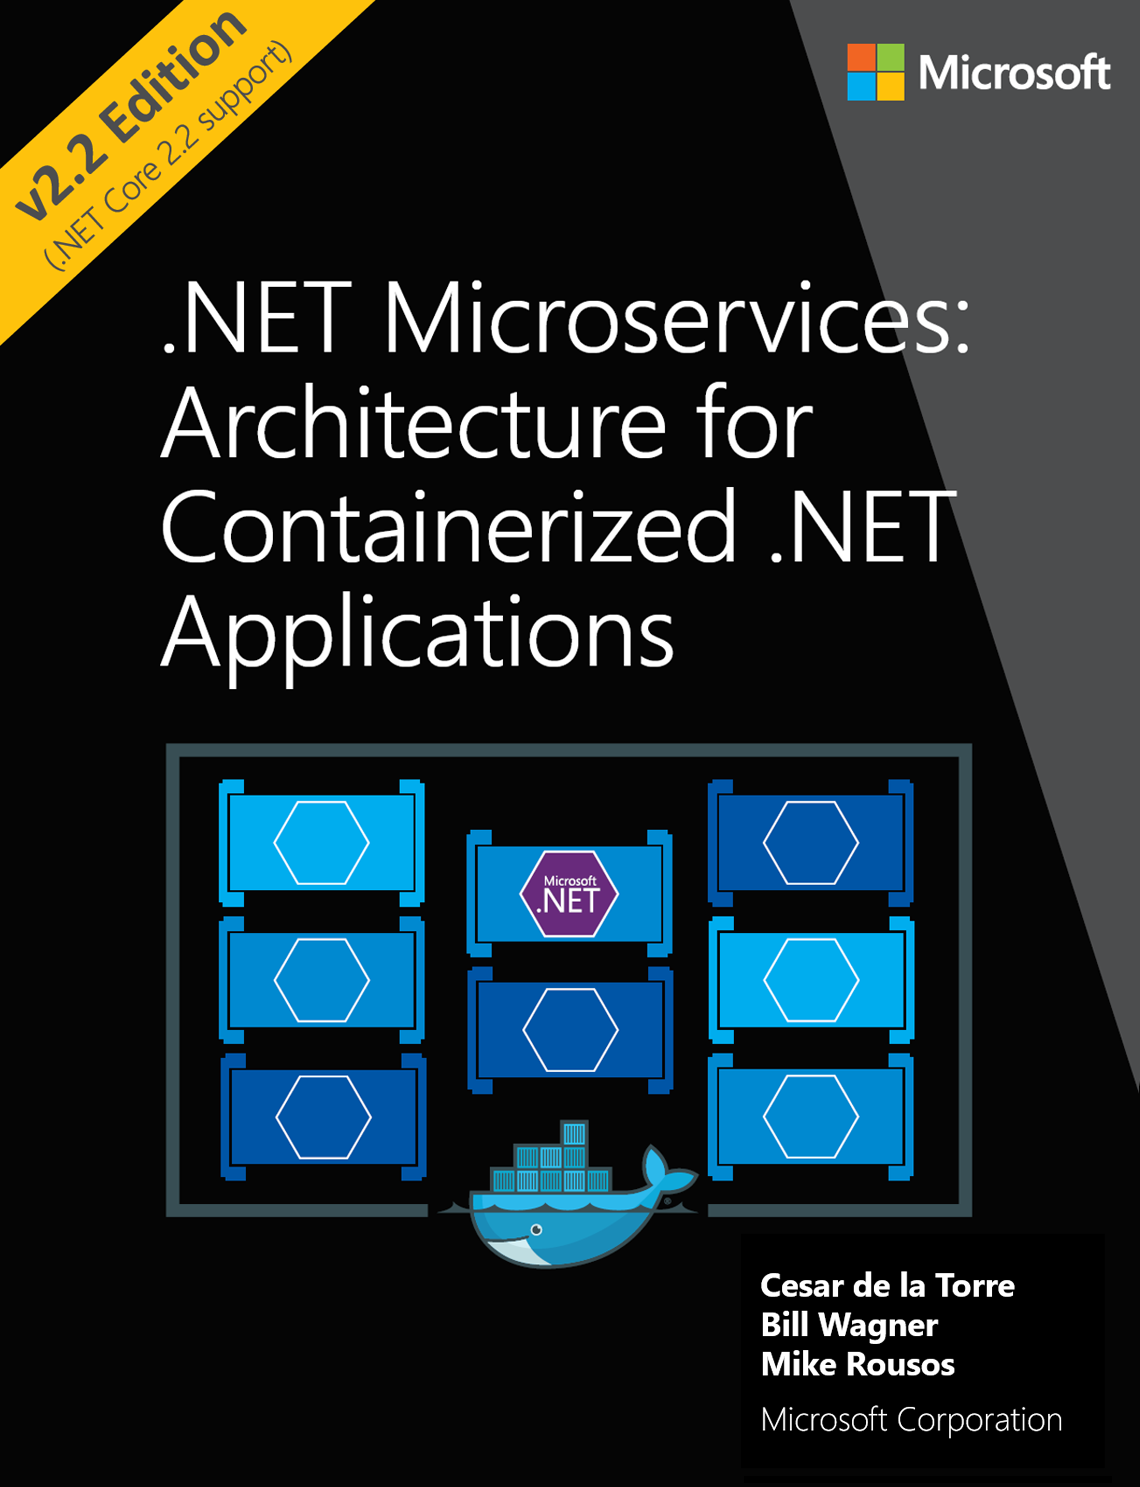 v2.2 Edition
(.NET Core 2.2 support)
Microsoft
.NET Microservices:
Architecture for
Containerized .NET
Applications
Microsoft
.NET
Cesar de la Torre
Bill Wagner
Mike Rousos
Microsoft Corporation